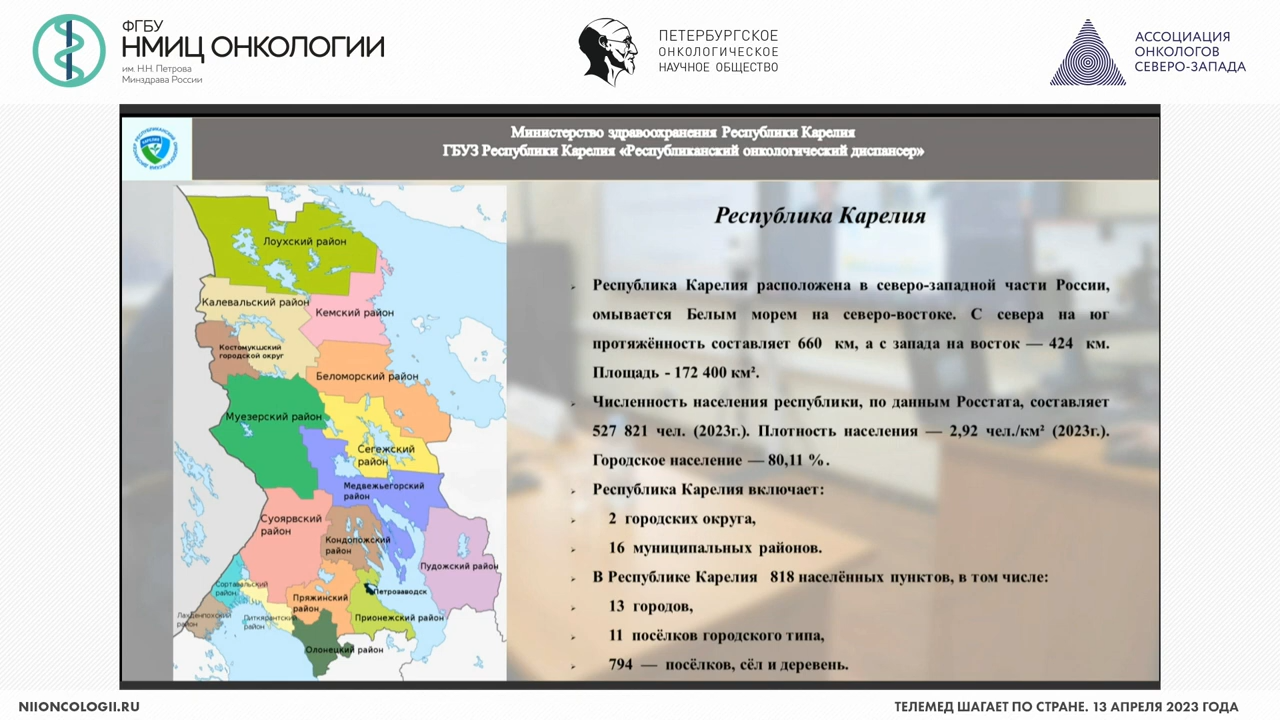 ФГБУ
НМИЦ ОНКОЛОГИИ
им. Н.Н. Петрова
Минздрава России
ПЕТЕРБУРГСКОЕ
ОНКОЛОГИЧЕСКОЕ
НАУЧНОЕ ОБЩЕСТВО
АССОЦИАЦИЯ
ОНКОЛОГОВ
СЕВЕРО-ЗАПАДА
Министерство здравоохранения Республики Карелия
ГБУЗ Республики Карелия «Республиканский онкологический диспансер»
Лоухский район
Калевальский район
Кемский район
Костомукшский
городской округ
Беломорский район
Муезерский район
Сегежский
район
Медвежьегорский
район
Суоярвский
район
Кондопожский
район
Пудожский район
Сортавальский
район
Петрозаводск
Пряжинский
район
Лахденпохский
район
Питкярантский
район
Прионежский район
Олонецкий район
Республика Карелия
Республика Карелия расположена в северо-западной части России,
омывается Белым морем на северо-востоке. С севера на юг
протяжённость составляет 660 км, а с запада на восток — 424 км.
Площадь - 172 400 км².
Численность населения республики, по данным Росстата, составляет
527 821 чел. (2023г.). Плотность населения — 2,92 чел./км² (2023г.).
Городское население — 80,11 %.
Республика Карелия включает:
2 городских округа,
16 муниципальных районов.
В Республике Карелия 818 населённых пунктов, в том числе:
13 городов,
11 посёлков городского типа,
794 — посёлков, сёл и деревень.
NIIONCOLOGII.RU
ТЕЛЕМЕД ШАГАЕТ ПО СТРАНЕ. 13 АПРЕЛЯ 2023 ГОДА